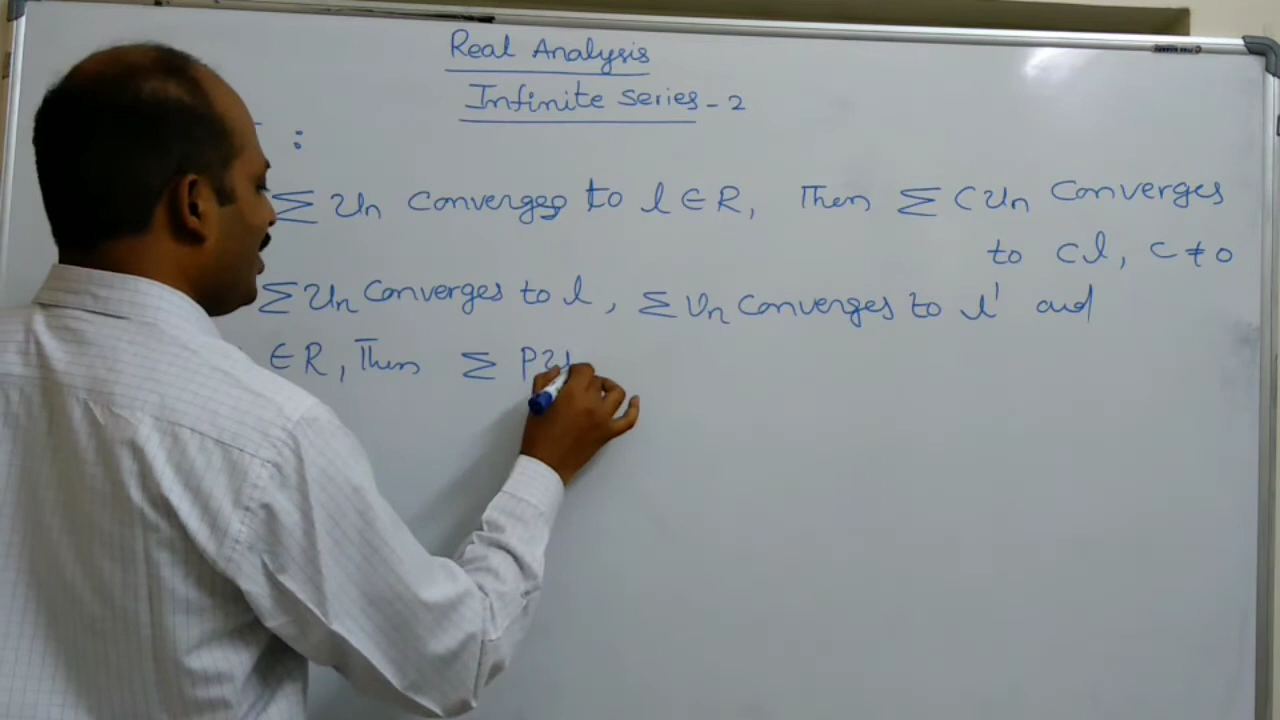 Real Analysis
Infinite Series - 2
:
∑ Un Converges to l ∈ R, Then ∑ C Un Converges
to Cl, C ≠ 0
∑ Un Converges to l, ∑ Vn Converges to l' and
∈ R, Then ∑ P U